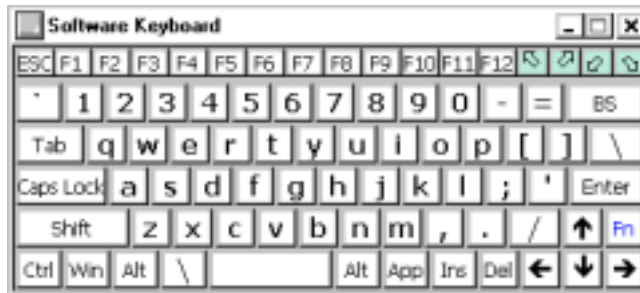 Software Keyboard
ESC F1 F2 F3 F4 F5 F6 F7 F8 F9 F10 F11 F12
` 1 2 3 4 5 6 7 8 9 0 - = BS
Tab q w e r t y u i o p [ ] \
Caps Lock a s d f g h j k l ; ' Enter
Shift z x c v b n m , . / ↑ Fn
Ctrl Win Alt \ Alt App Ins Del ← ↓ →